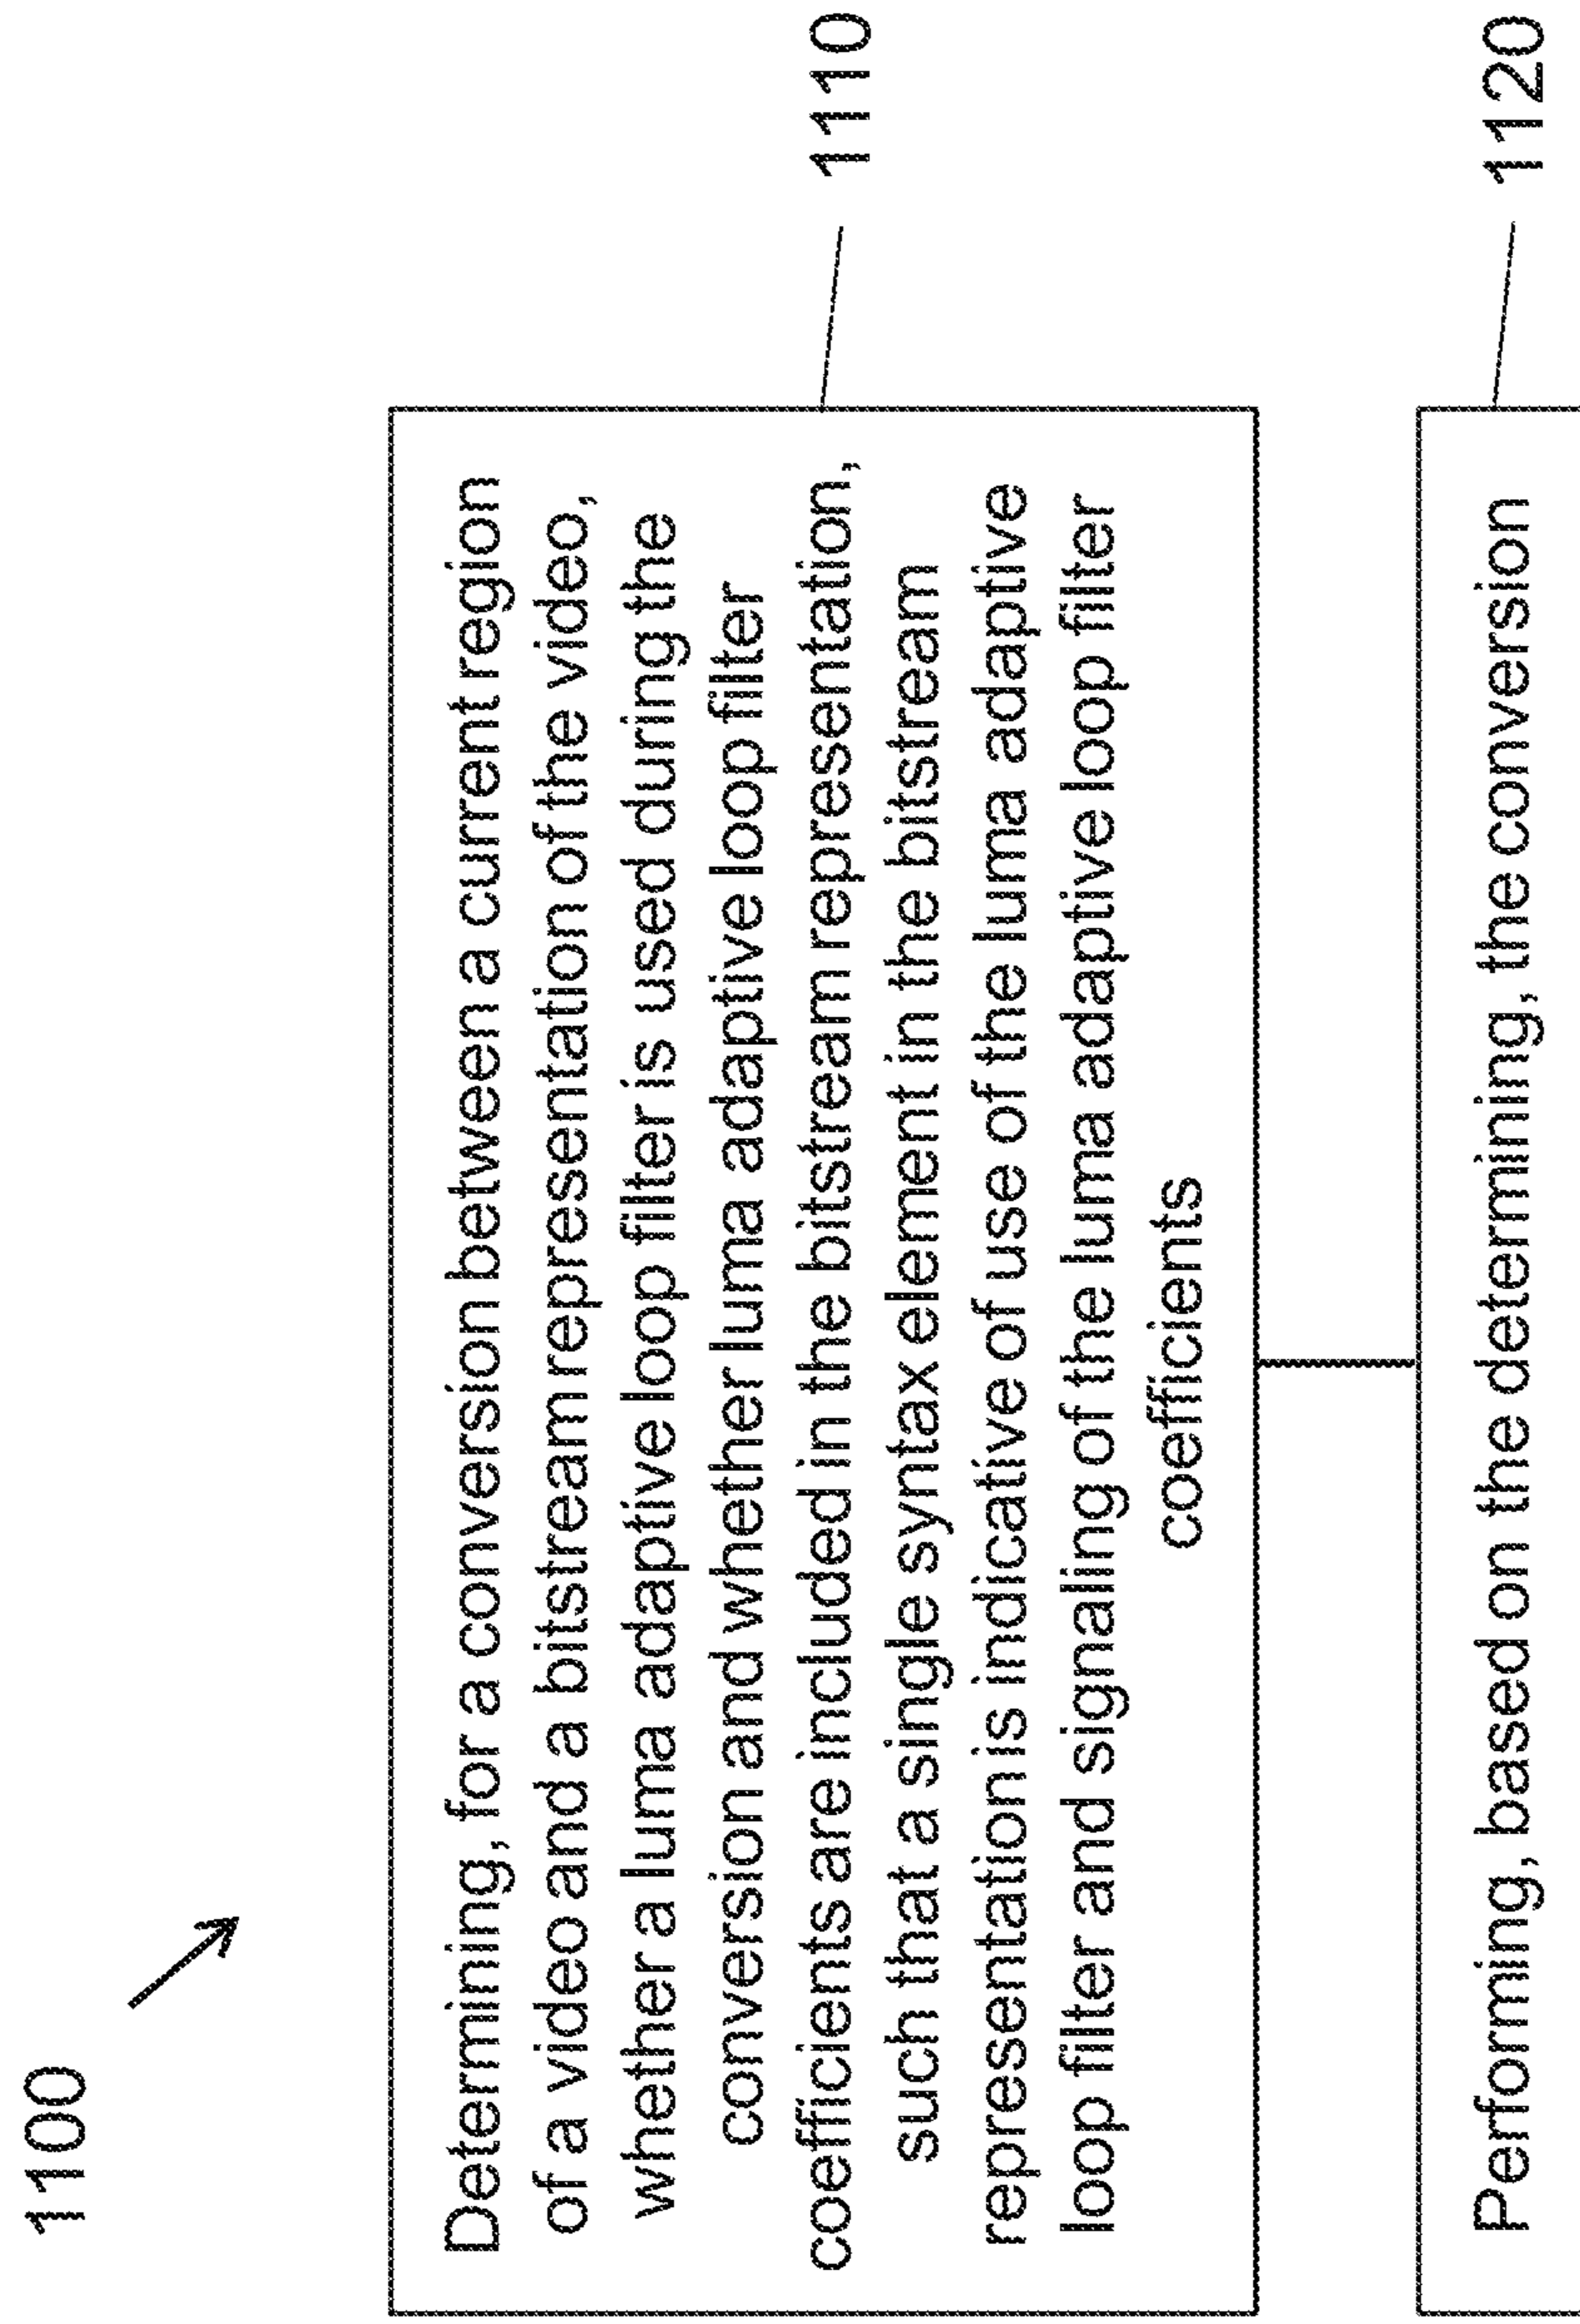 1100
Determining, for a conversion between a current region
of a video and a bitstream representation of the video,
whether a luma adaptive loop filter is used during the
conversion and whether luma adaptive loop filter
coefficients are included in the bitstream representation,
such that a single syntax element in the bitstream
representation is indicative of use of the luma adaptive
loop filter and signaling of the luma adaptive loop filter
coefficients
1110
Performing, based on the determining, the conversion
1120